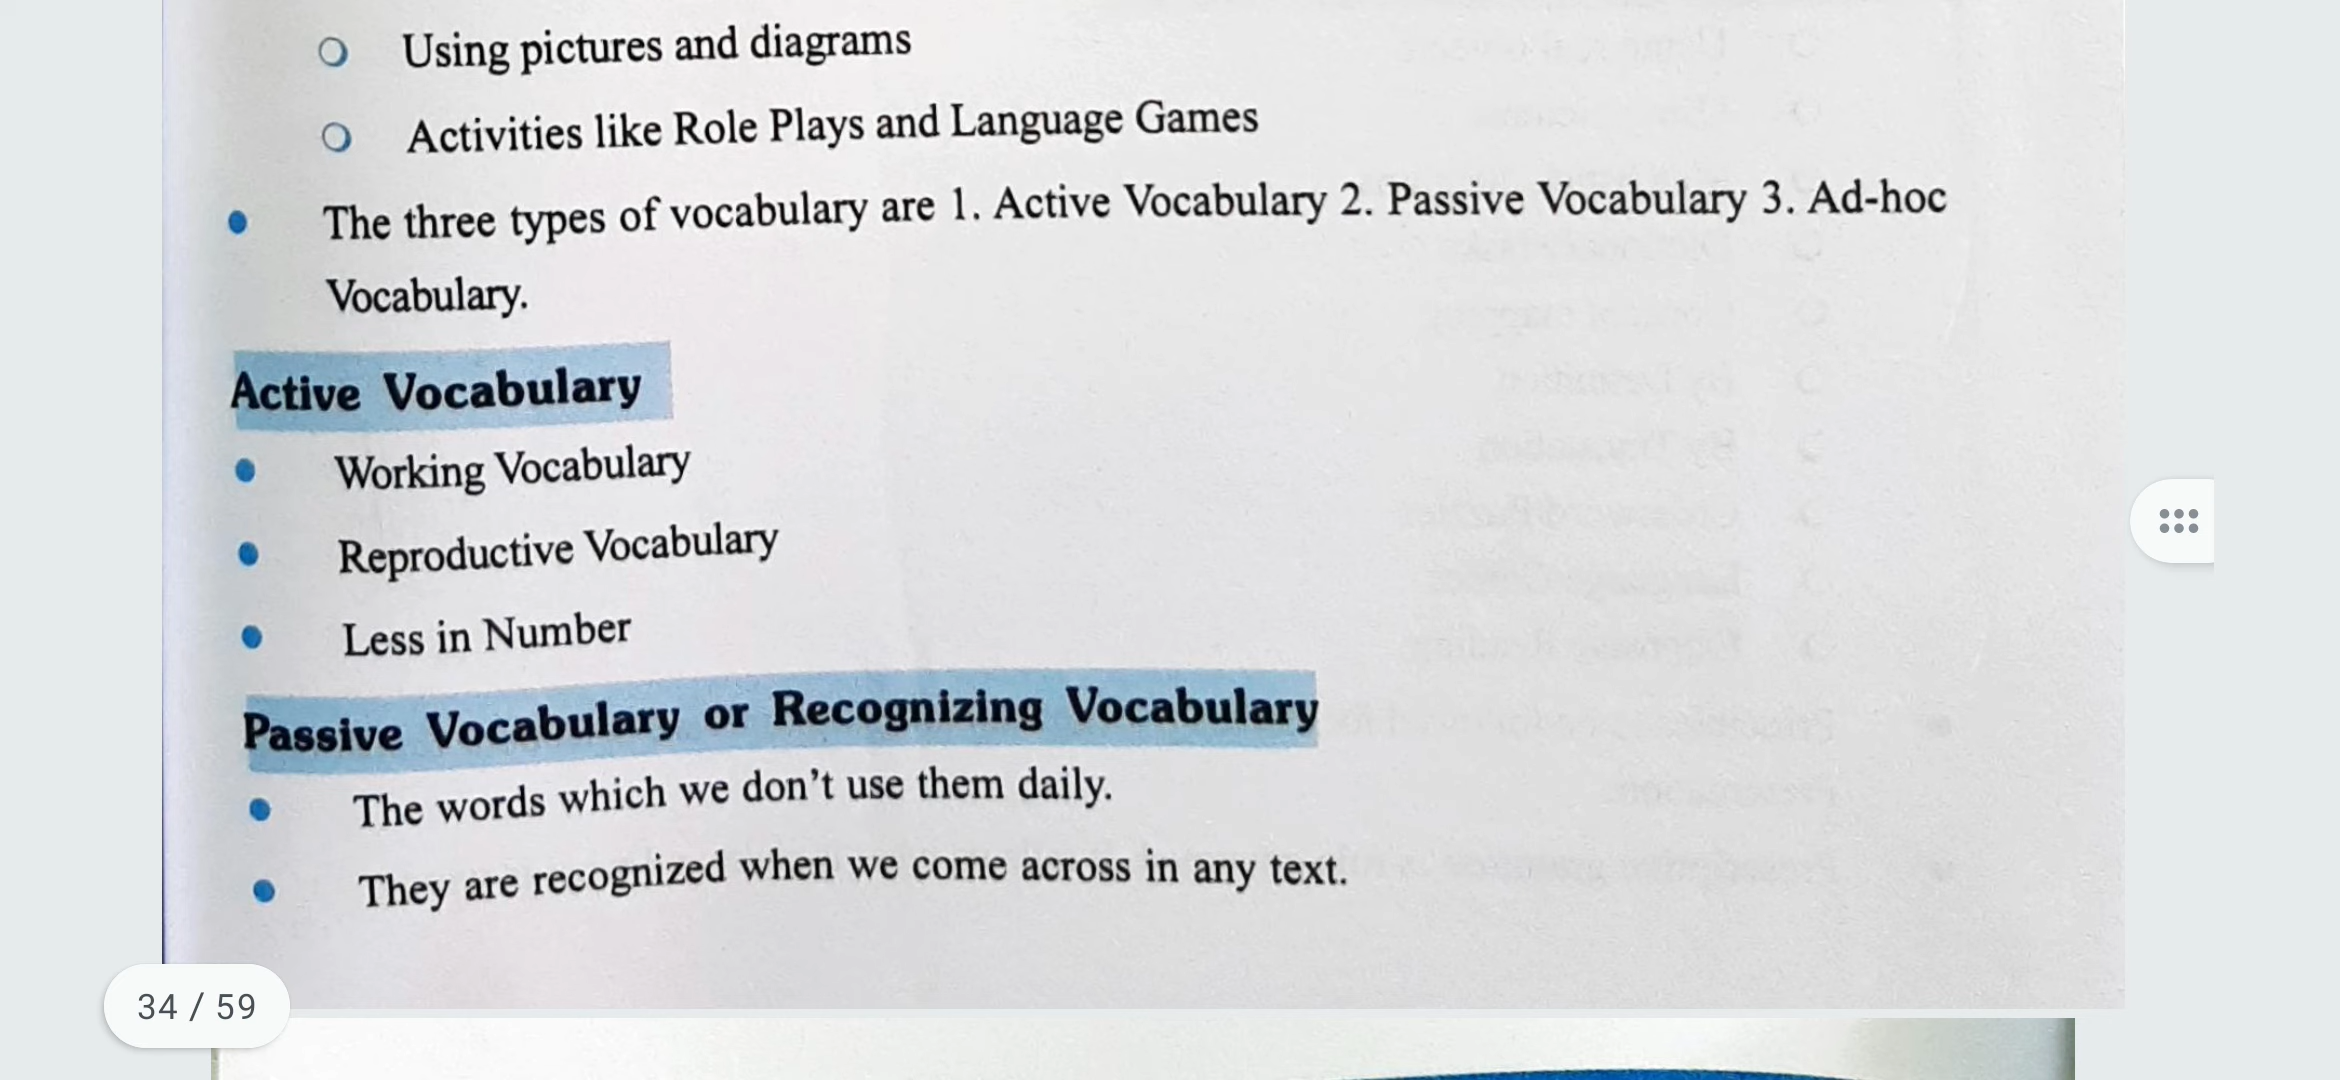 Using pictures and diagrams
Activities like Role Plays and Language Games
The three types of vocabulary are 1. Active Vocabulary 2. Passive Vocabulary 3. Ad-hoc
Vocabulary.
Active Vocabulary
Working Vocabulary
Reproductive Vocabulary
Less in Number
Passive Vocabulary or Recognizing Vocabulary
The words which we don't use them daily.
They are recognized when we come across in any text.
34 / 59